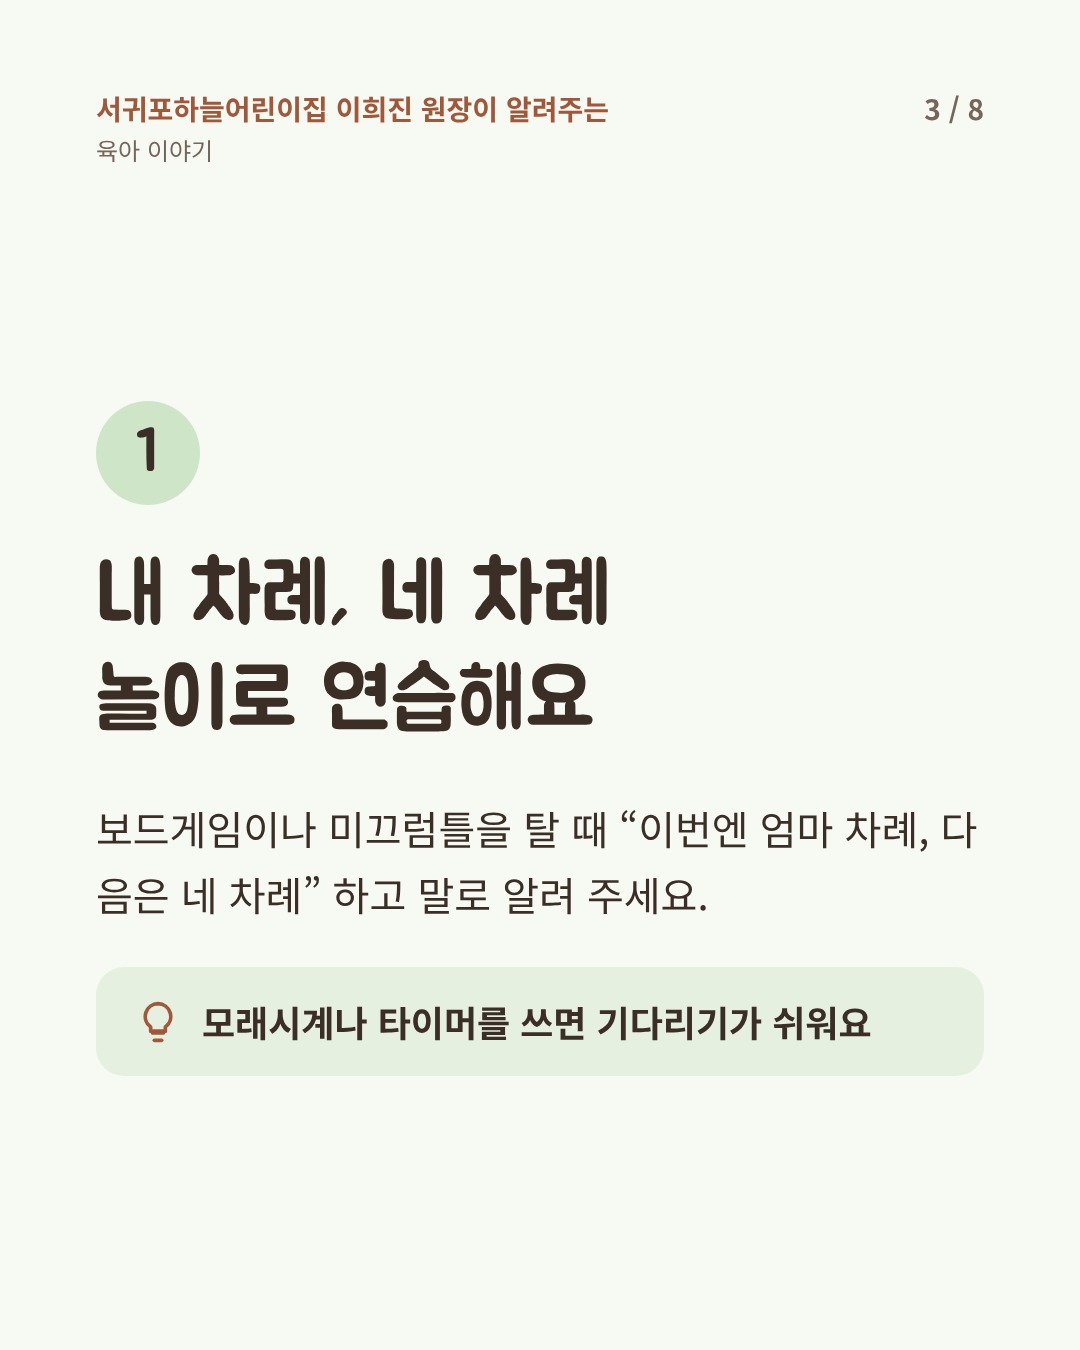 서귀포하늘어린이집 이희진 원장이 알려주는
3 / 8
육아 이야기
1
내 차례, 네 차례
놀이로 연습해요
보드게임이나 미끄럼틀을 탈 때 “이번엔 엄마 차례, 다
음은 네 차례” 하고 말로 알려 주세요.
모래시계나 타이머를 쓰면 기다리기가 쉬워요